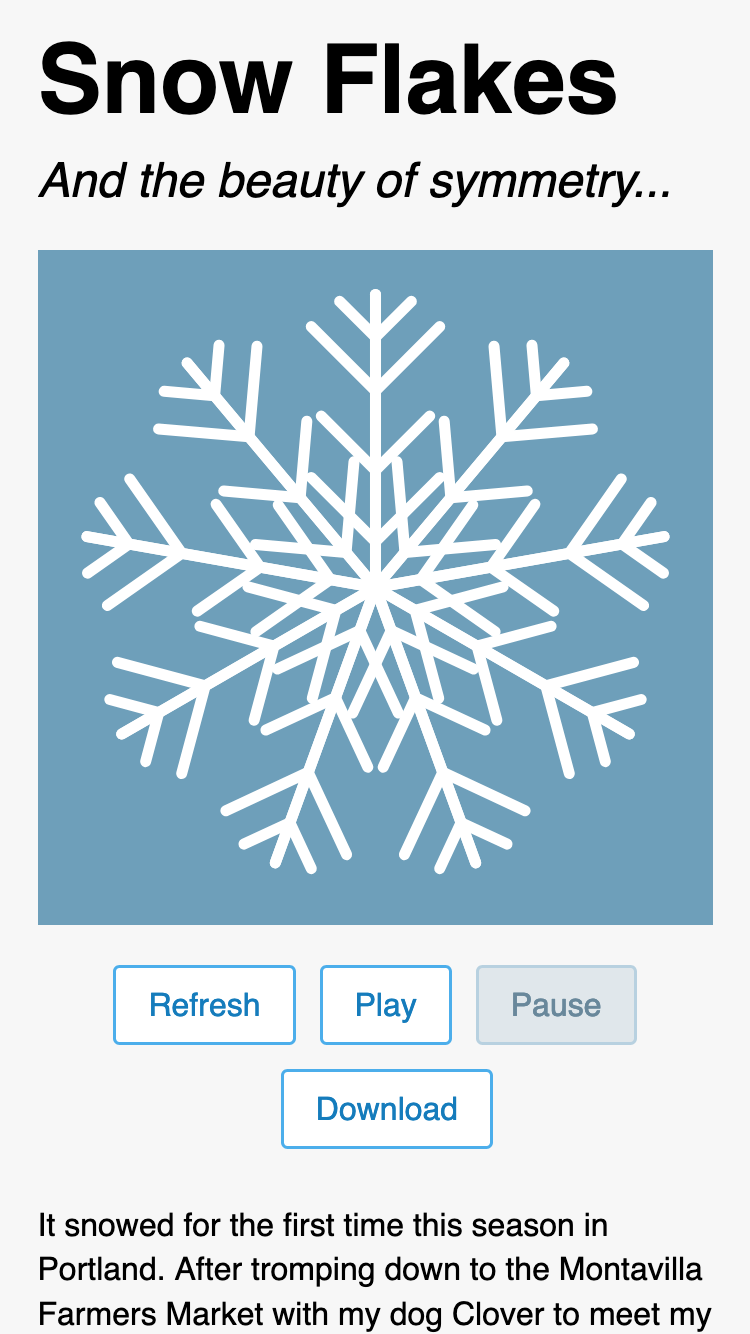 Snow Flakes
And the beauty of symmetry...
Refresh
Play
Pause
Download
It snowed for the first time this season in
Portland. After tromping down to the Montavilla
Farmers Market with my dog Clover to meet my